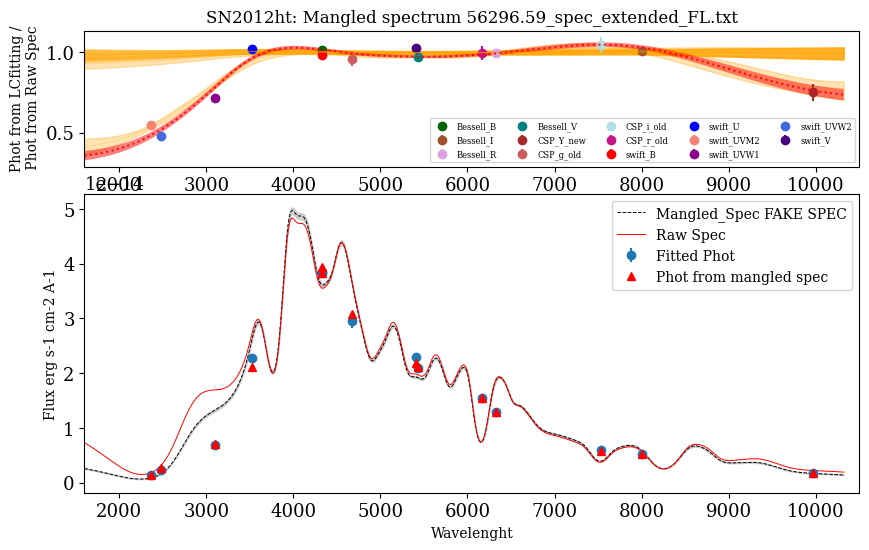 SN2012ht: Mangled spectrum 56296.59_spec_extended_FL.txt
Phot from LCfitting /
Phot from Raw Spec
1.0
0.5
Bessell_B Bessell_V CSP_i_old swift_U swift_UVW2
Bessell_I CSP_Y_new CSP_r_old swift_UVM2 swift_V
Bessell_R CSP_g_old swift_B swift_UVW1
2000 3000 4000 5000 6000 7000 8000 9000 10000
1e−14
Flux erg s-1 cm-2 A-1
5
4
3
2
1
0
Mangled_Spec FAKE SPEC
Raw Spec
Fitted Phot
Phot from mangled spec
2000 3000 4000 5000 6000 7000 8000 9000 10000
Wavelenght